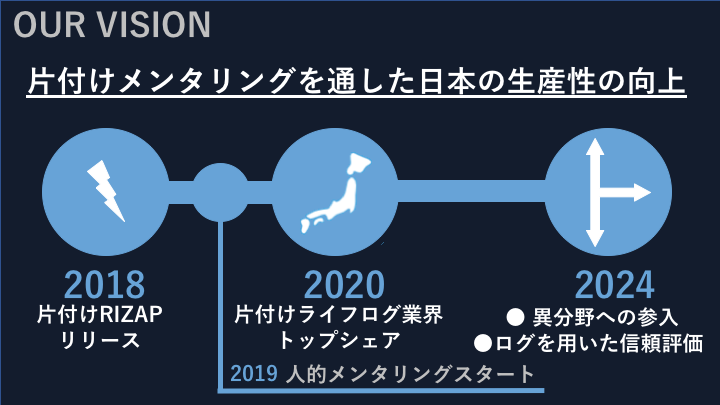 OUR VISION
片付けメンタリングを通した日本の生産性の向上
2018
片付けRIZAP
リリース
2020
片付けライフログ業界
トップシェア
2024
● 異分野への参入
●ログを用いた信頼評価
2019 人的メンタリングスタート